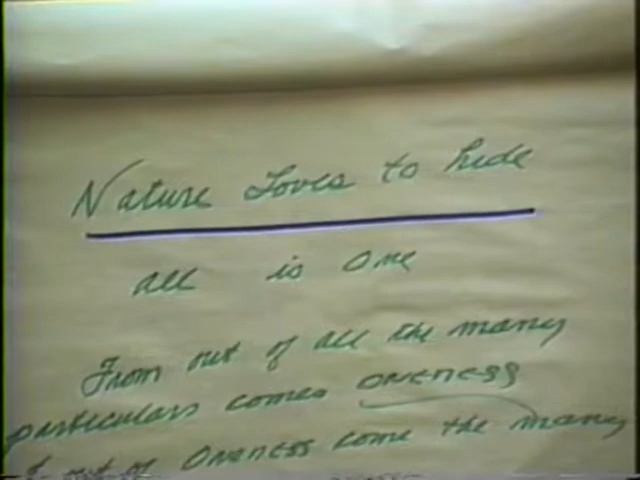 Nature Loves to hide
all is one
From out of all the many
particulars comes oneness
& out of Oneness come the many